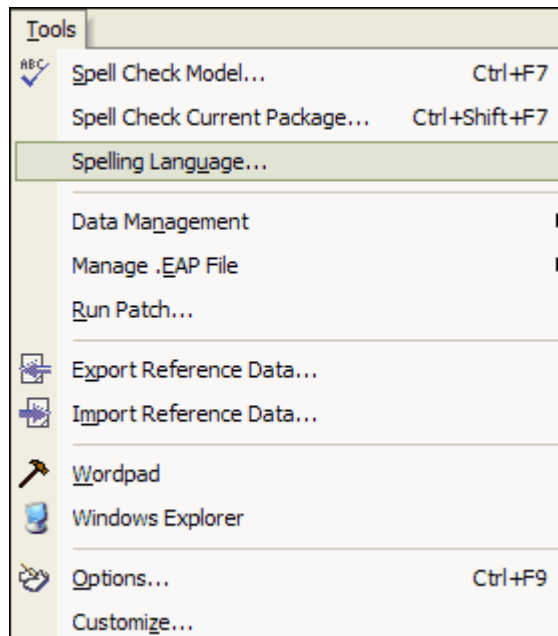 Tools
ABC
Spell Check Model... Ctrl+F7
Spell Check Current Package... Ctrl+Shift+F7
Spelling Language...
Data Management
Manage .EAP File
Run Patch...
Export Reference Data...
Import Reference Data...
Wordpad
Windows Explorer
Options... Ctrl+F9
Customize...